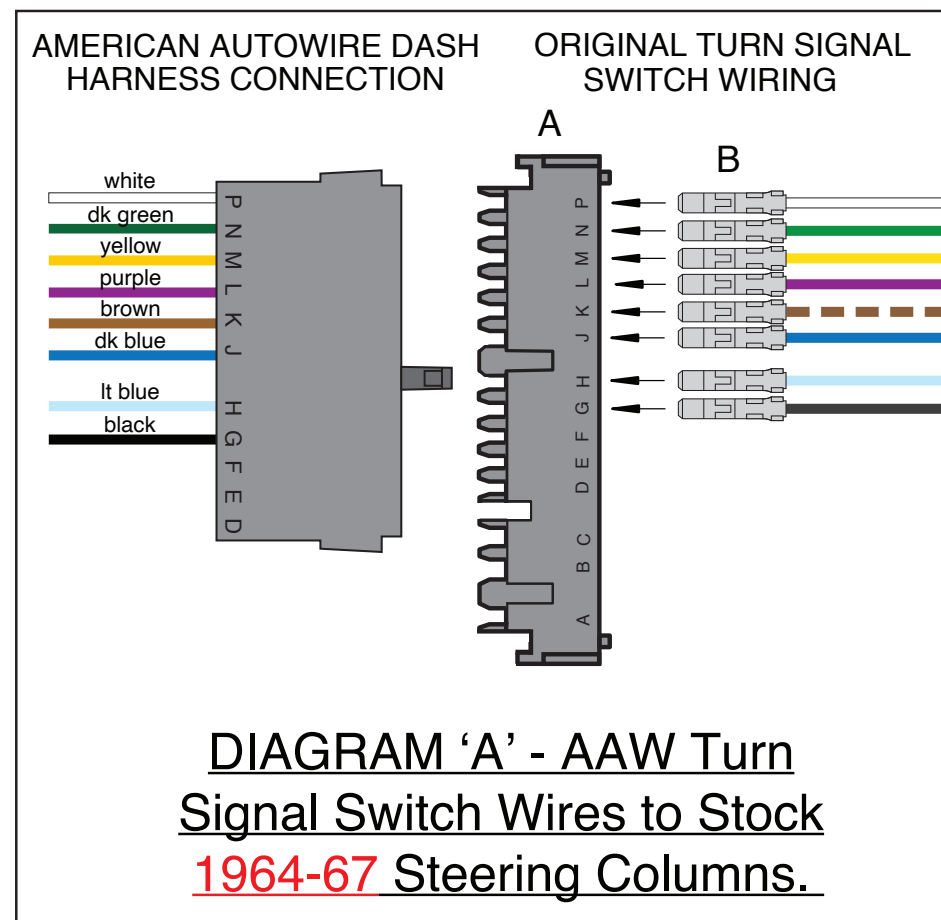 AMERICAN AUTOWIRE DASH
HARNESS CONNECTION
ORIGINAL TURN SIGNAL
SWITCH WIRING
A
B
white
dk green
yellow
purple
brown
dk blue
lt blue
black
P
N
M
L
K
J
H
G
F
E
D
P
N
M
L
K
J
H
G
F
E
D
C
B
A
DIAGRAM ‘A’ - AAW Turn
Signal Switch Wires to Stock
1964-67 Steering Columns.